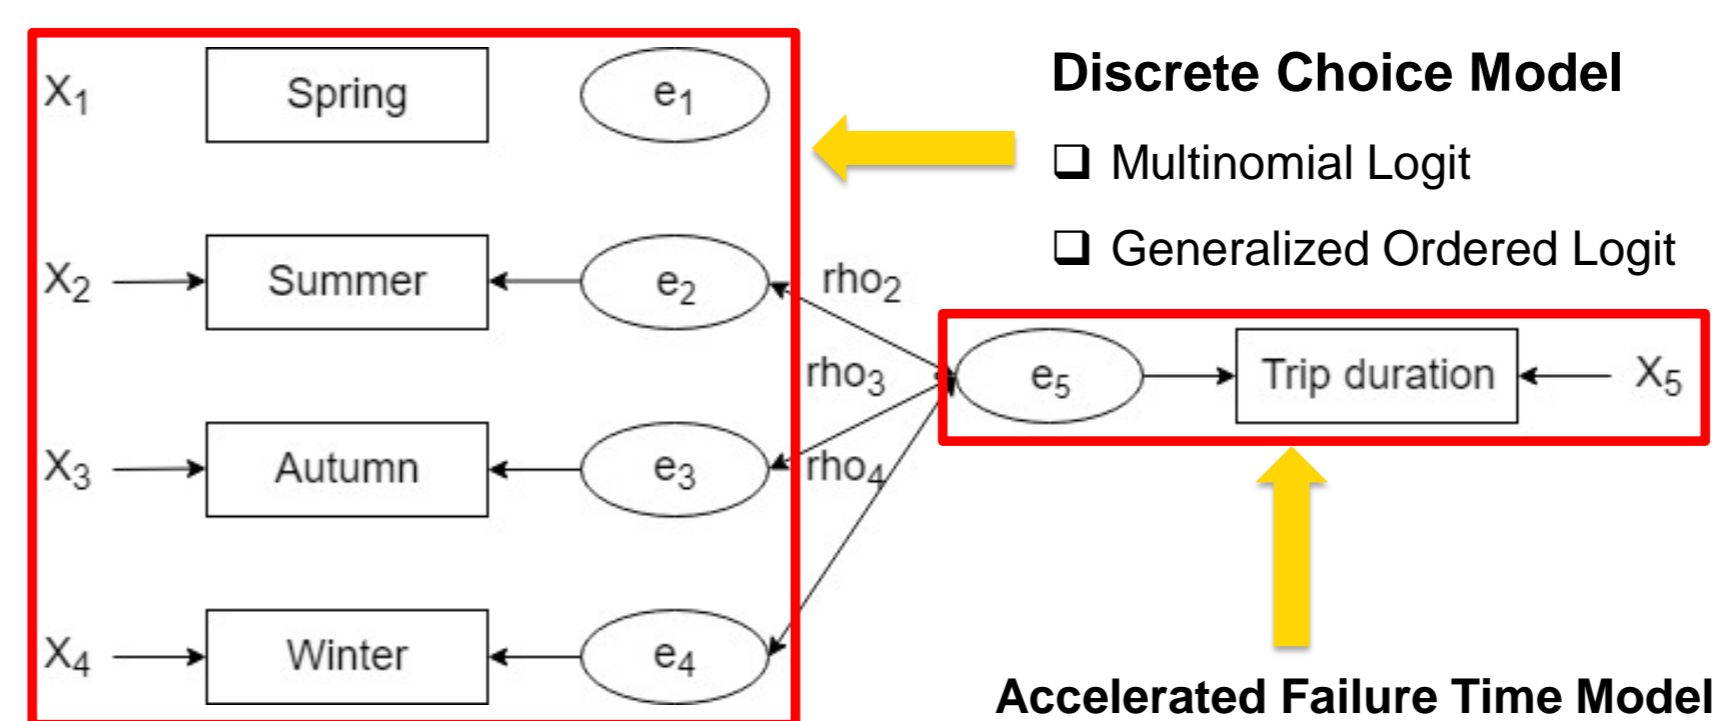 X₁ Spring e₁
X₂ Summer e₂ rho₂
rho₃
X₃ Autumn e₃ rho₄
X₄ Winter e₄
e₅ Trip duration X₅
Discrete Choice Model
❑ Multinomial Logit
❑ Generalized Ordered Logit
Accelerated Failure Time Model